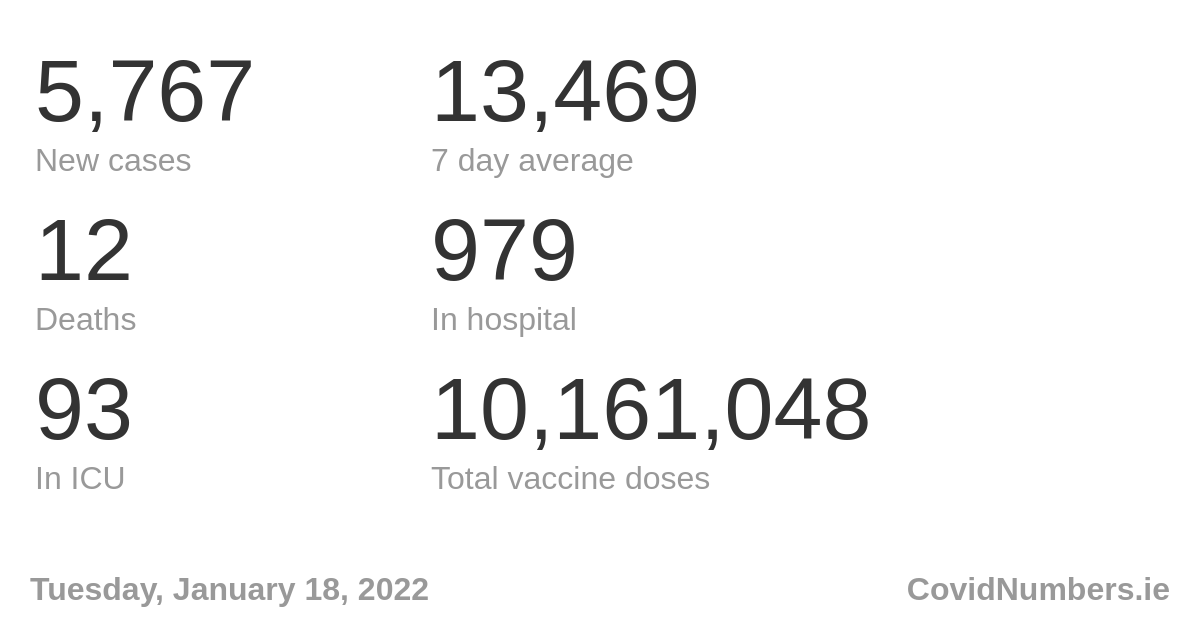 5,767
13,469
New cases
7 day average
12
979
Deaths
In hospital
93
10,161,048
In ICU
Total vaccine doses
Tuesday, January 18, 2022
CovidNumbers.ie